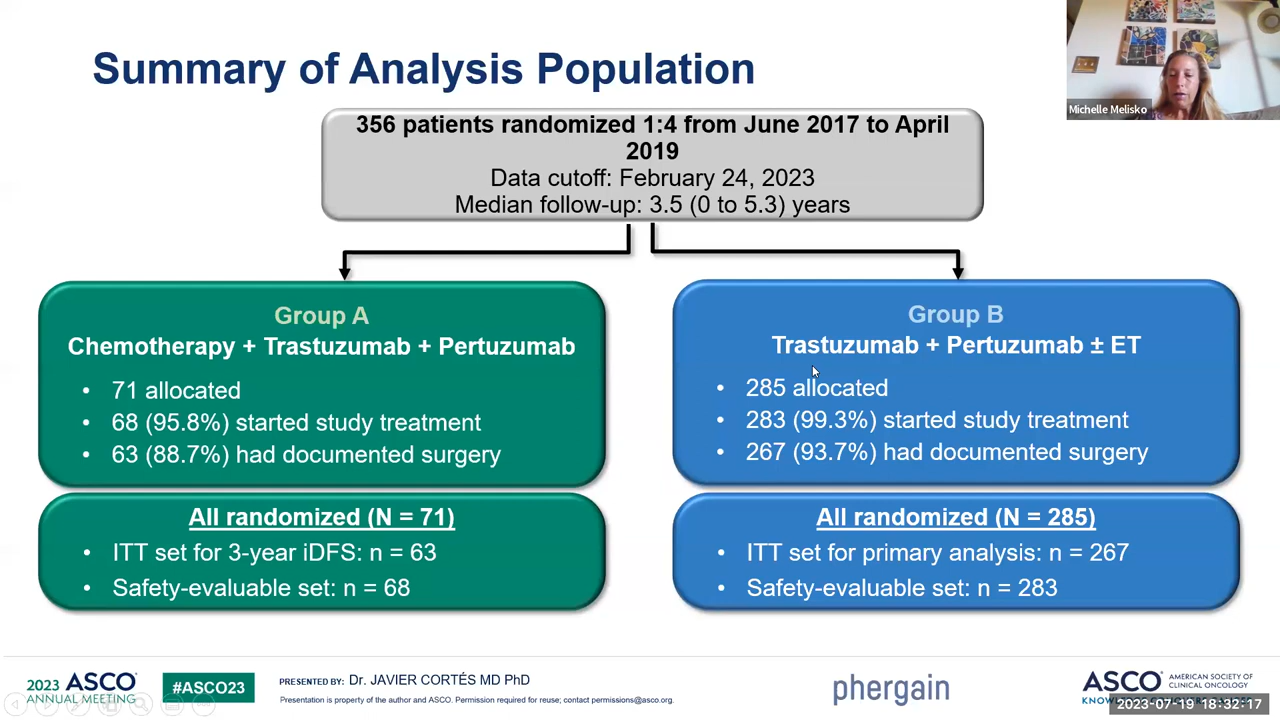 Summary of Analysis Population
Michelle Melisko
356 patients randomized 1:4 from June 2017 to April
2019
Data cutoff: February 24, 2023
Median follow-up: 3.5 (0 to 5.3) years
Group A
Chemotherapy + Trastuzumab + Pertuzumab
• 71 allocated
• 68 (95.8%) started study treatment
• 63 (88.7%) had documented surgery
Group B
Trastuzumab + Pertuzumab ± ET
• 285 allocated
• 283 (99.3%) started study treatment
• 267 (93.7%) had documented surgery
All randomized (N = 71)
• ITT set for 3-year iDFS: n = 63
• Safety-evaluable set: n = 68
All randomized (N = 285)
• ITT set for primary analysis: n = 267
• Safety-evaluable set: n = 283
2023 ASCO
ANNUAL MEETING
#ASCO23
PRESENTED BY: Dr. JAVIER CORTÉS MD PhD
Presentation is property of the author and ASCO. Permission required for reuse; contact permissions@asco.org.
phergain
ASCO AMERICAN SOCIETY OF
CLINICAL ONCOLOGY
2023-07-19 18:32:17